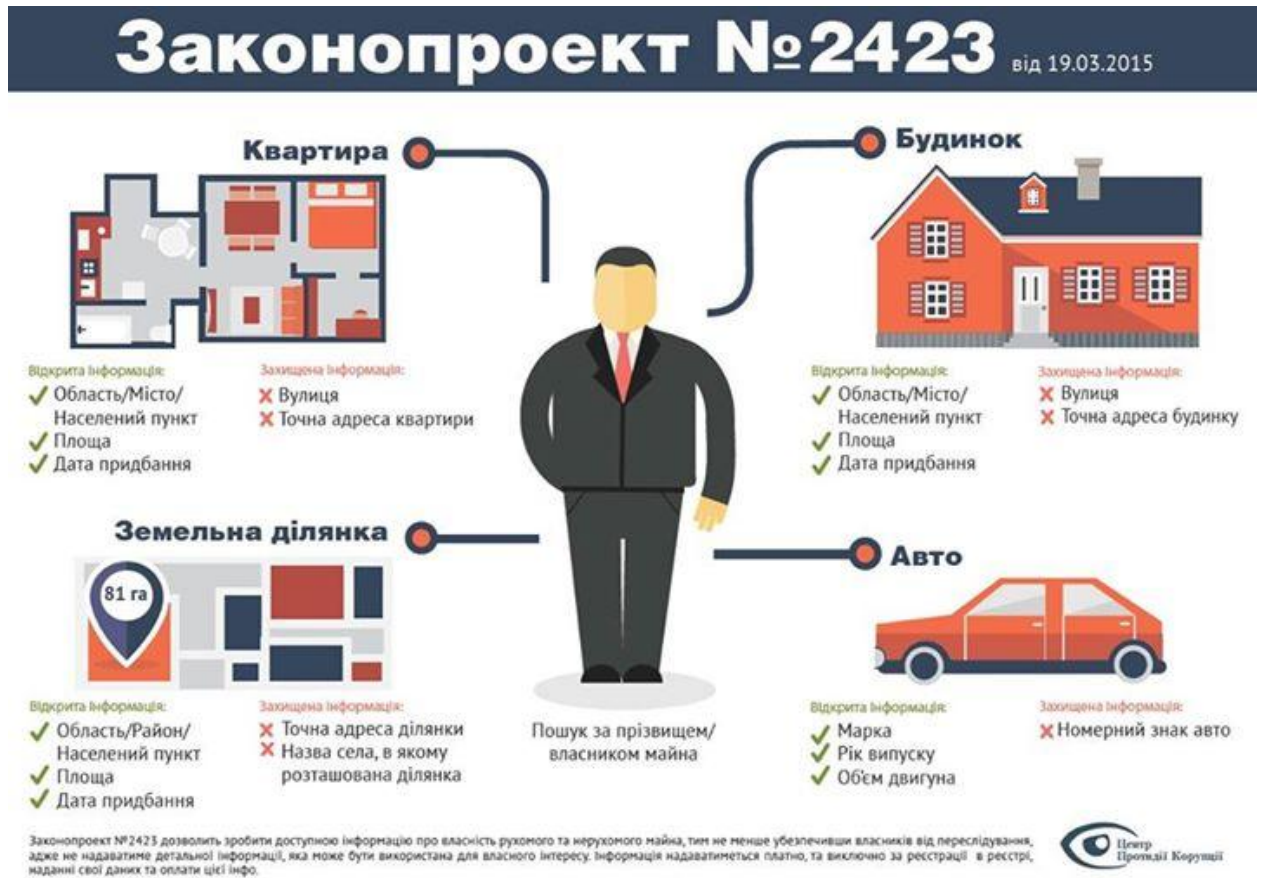 Законопроект №2423 від 19.03.2015
Квартира
Відкрита інформація:
Область/Місто/
Населений пункт
Площа
Дата придбання
Захищена інформація:
Вулиця
Точна адреса квартири
Будинок
Відкрита інформація:
Область/Місто/
Населений пункт
Площа
Дата придбання
Захищена інформація:
Вулиця
Точна адреса будинку
Земельна ділянка
81 га
Відкрита інформація:
Область/Район/
Населений пункт
Площа
Дата придбання
Захищена інформація:
Точна адреса ділянки
Назва села, в якому
розташована ділянка
Пошук за прізвищем/
власником майна
Авто
Відкрита інформація:
Марка
Рік випуску
Об'єм двигуна
Захищена інформація:
Номерний знак авто
Законопроект №2423 дозволить зробити доступною інформацію про власність рухомого та нерухомого майна, тим не менше убезпечивши власників від переслідування,
адже не надаватиме детальної інформації, яка може бути використана для власного інтересу. Інформація надаватиметься платно, та виключно за реєстрації в реєстрі,
наданні свої даних та оплати цієї інфо.
Центр
Протидії Корупції